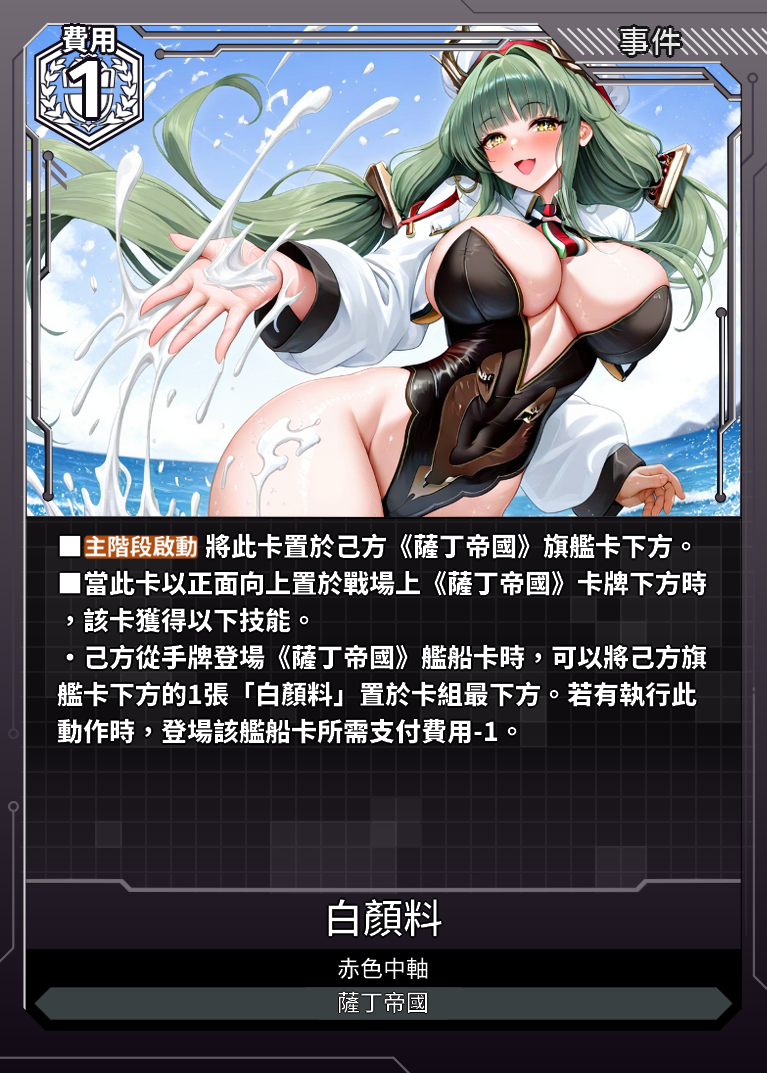 費用
1
事件
■主階段啟動 將此卡置於己方《薩丁帝國》旗艦卡下方。
■當此卡以正面向上置於戰場上《薩丁帝國》卡牌下方時
，該卡獲得以下技能。
・己方從手牌登場《薩丁帝國》艦船卡時，可以將己方旗
艦卡下方的1張「白顏料」置於卡組最下方。若有執行此
動作時，登場該艦船卡所需支付費用-1。
白顏料
赤色中軸
薩丁帝國